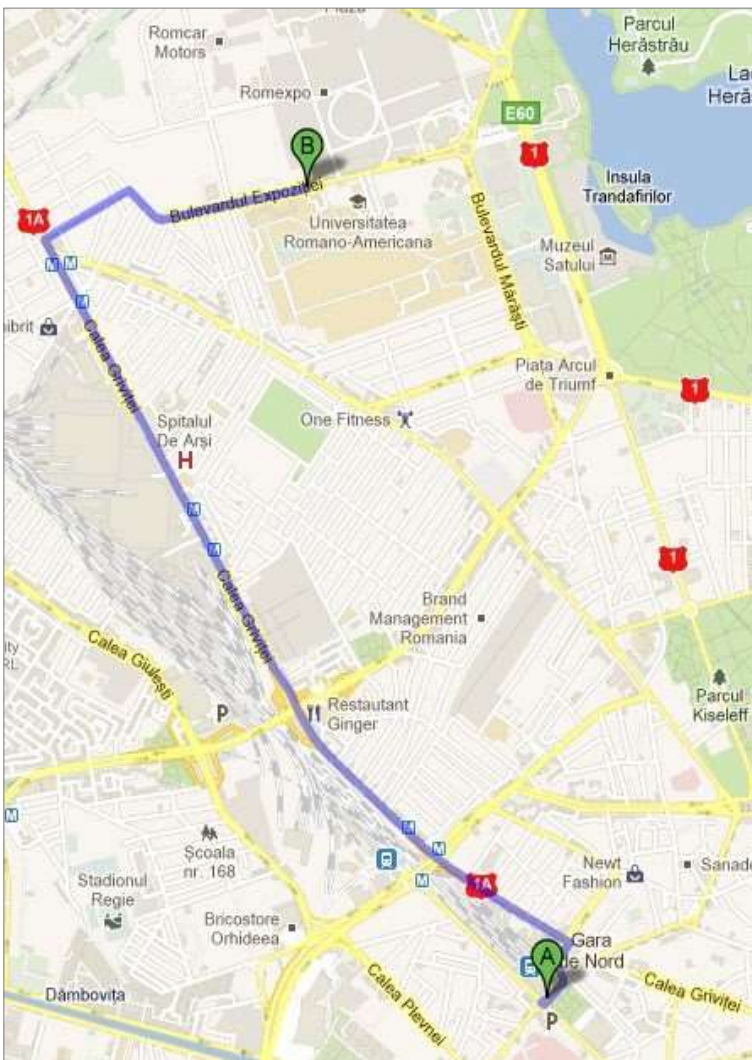 Plaza
Romcar
Motors
Parcul
Herăstrău
Romexpo
Lac
Herăs
E60
B
1
Insula
Trandafirilor
Bulevardul Expoziției
1A
Universitatea
Romano-Americana
Muzeul
Satului
M
Bulevardul Mărăști
M M
M
Calea Griviței
Piața Arcul
de Triumf
1
One Fitness
Spitalul
De Arși
H
M
M
1
Calea Griviței
Brand
Management
Romania
Calea Giulești
P
Restautant
Ginger
Parcul
Kiseleff
M
M
M
Școala
nr. 168
M
1A
Newt
Fashion
Stadionul
Regie
Bricostore
Orhideea
Gara
de Nord
A
Calea Plevnei
Calea Griviței
Dâmbovița
P